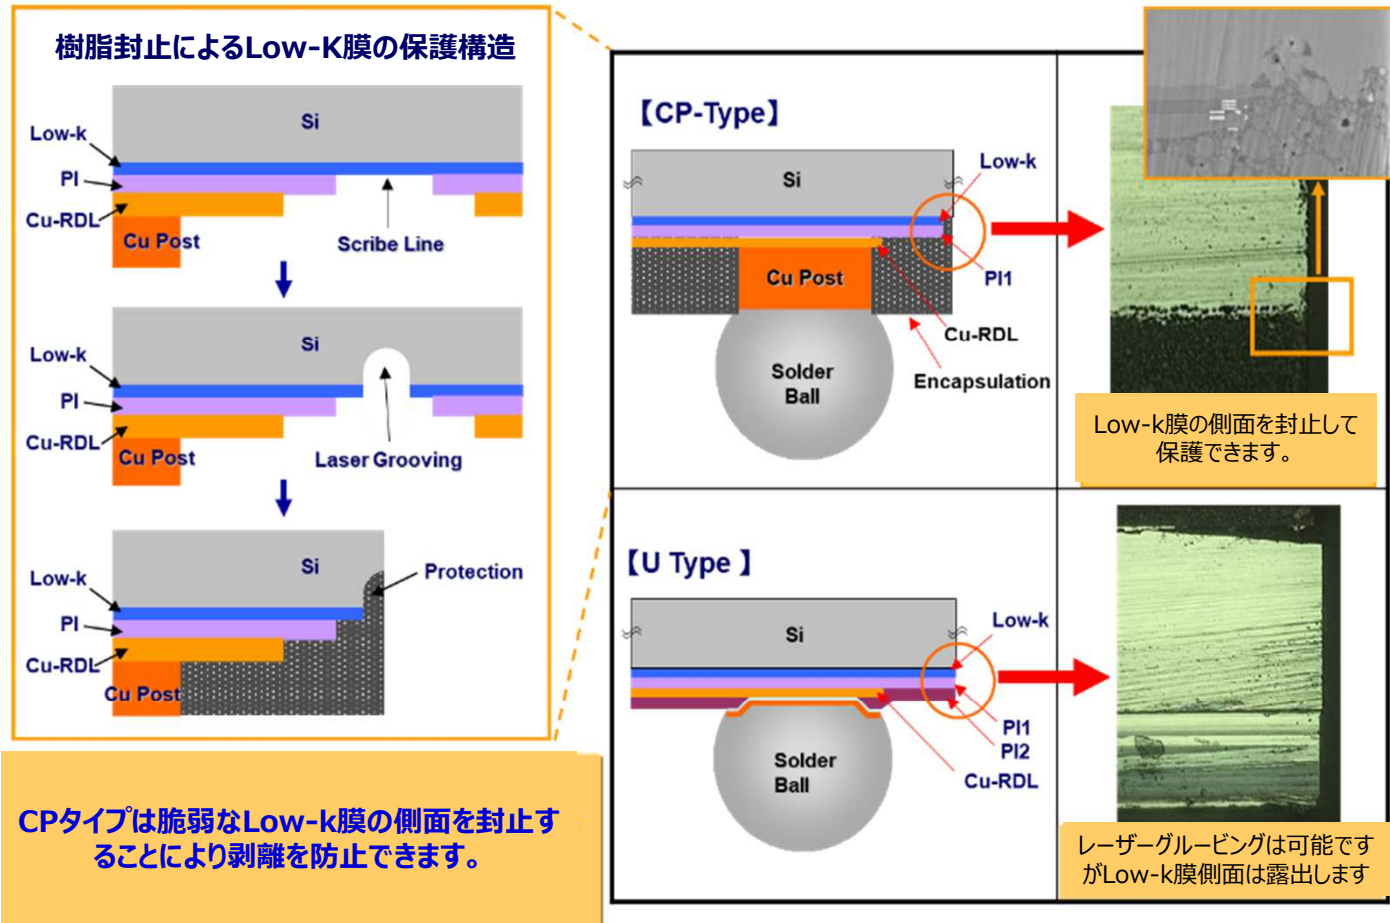 樹脂封止によるLow-K膜の保護構造
Si
Low-k
PI
Cu-RDL
Cu Post
Scribe Line
Si
Low-k
PI
Cu-RDL
Cu Post
Laser Grooving
Si
Low-k
PI
Cu-RDL
Cu Post
Protection
CPタイプは脆弱なLow-k膜の側面を封止す
ることにより剥離を防止できます。
【CP-Type】
Low-k
Si
PI1
Cu Post
Cu-RDL
Solder
Ball
Encapsulation
Low-k膜の側面を封止して
保護できます。
【U Type 】
Low-k
Si
PI1
PI2
Cu-RDL
Solder
Ball
レーザーグルービングは可能です
がLow-k膜側面は露出します